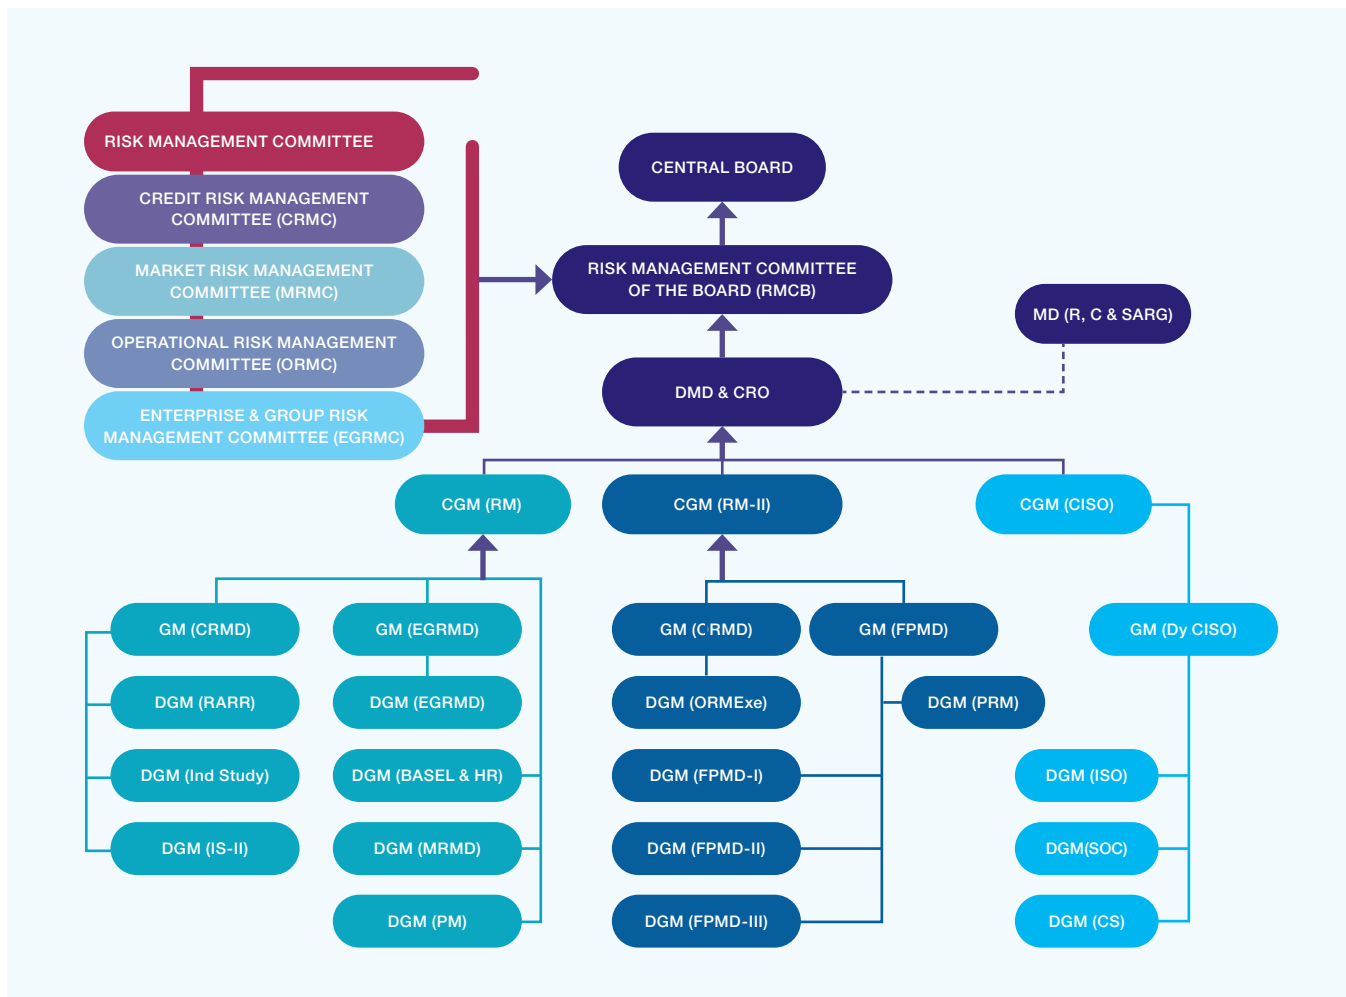 RISK MANAGEMENT COMMITTEE
CREDIT RISK MANAGEMENT
COMMITTEE (CRMC)
MARKET RISK MANAGEMENT
COMMITTEE (MRMC)
OPERATIONAL RISK MANAGEMENT
COMMITTEE (ORMC)
ENTERPRISE & GROUP RISK
MANAGEMENT COMMITTEE (EGRMC)
CENTRAL BOARD
RISK MANAGEMENT COMMITTEE
OF THE BOARD (RMCB)
MD (R, C & SARG)
DMD & CRO
CGM (RM)
CGM (RM-II)
CGM (CISO)
GM (CRMD)
GM (EGRMD)
GM (ORMD)
GM (FPMD)
GM (Dy CISO)
DGM (RARR)
DGM (EGRMD)
DGM (ORMExe)
DGM (PRM)
DGM (Ind Study)
DGM (BASEL & HR)
DGM (FPMD-I)
DGM (ISO)
DGM (IS-II)
DGM (MRMD)
DGM (FPMD-II)
DGM(SOC)
DGM (PM)
DGM (FPMD-III)
DGM (CS)